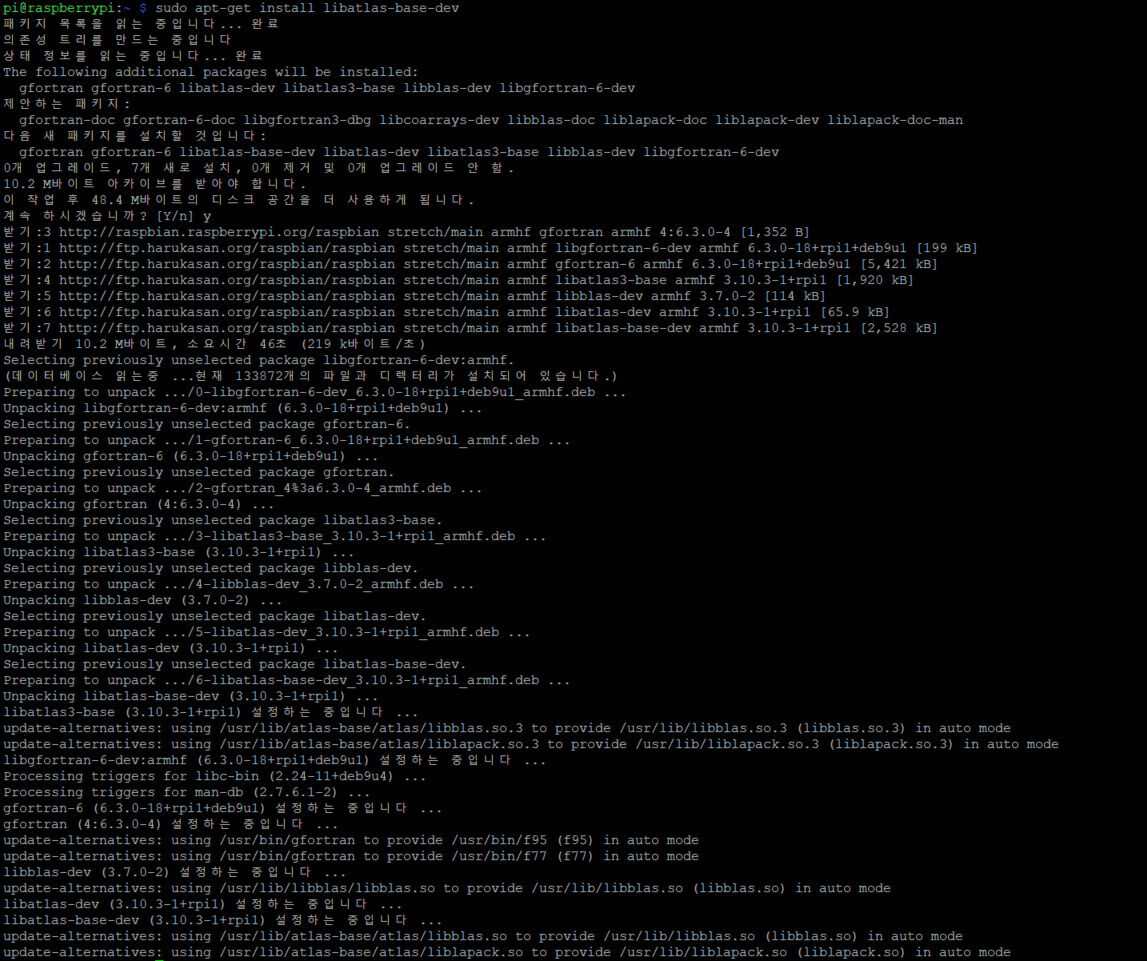 pi@raspberrypi:~ $ sudo apt-get install libatlas-base-dev
패키지 목록을 읽는 중입니다... 완료
의존성 트리를 만드는 중입니다
상태 정보를 읽는 중입니다... 완료
The following additional packages will be installed:
  gfortran gfortran-6 libatlas-dev libatlas3-base libblas-dev libgfortran-6-dev
제안하는 패키지:
  gfortran-doc gfortran-6-doc libgfortran3-dbg libcoarrays-dev libblas-doc liblapack-doc liblapack-dev liblapack-doc-man
다음 새 패키지를 설치할 것입니다:
  gfortran gfortran-6 libatlas-base-dev libatlas-dev libatlas3-base libblas-dev libgfortran-6-dev
0개 업그레이드, 7개 새로 설치, 0개 제거 및 0개 업그레이드 안 함.
10.2 M바이트 아카이브를 받아야 합니다.
이 작업 후 48.4 M바이트의 디스크 공간을 더 사용하게 됩니다.
계속 하시겠습니까? [Y/n] y
받기:3 http://raspbian.raspberrypi.org/raspbian stretch/main armhf gfortran armhf 4:6.3.0-4 [1,352 B]
받기:1 http://ftp.harukasan.org/raspbian/raspbian stretch/main armhf libgfortran-6-dev armhf 6.3.0-18+rpi1+deb9u1 [199 kB]
받기:2 http://ftp.harukasan.org/raspbian/raspbian stretch/main armhf gfortran-6 armhf 6.3.0-18+rpi1+deb9u1 [5,421 kB]
받기:4 http://ftp.harukasan.org/raspbian/raspbian stretch/main armhf libatlas3-base armhf 3.10.3-1+rpi1 [1,920 kB]
받기:5 http://ftp.harukasan.org/raspbian/raspbian stretch/main armhf libblas-dev armhf 3.7.0-2 [114 kB]
받기:6 http://ftp.harukasan.org/raspbian/raspbian stretch/main armhf libatlas-dev armhf 3.10.3-1+rpi1 [65.9 kB]
받기:7 http://ftp.harukasan.org/raspbian/raspbian stretch/main armhf libatlas-base-dev armhf 3.10.3-1+rpi1 [2,528 kB]
내려받기 10.2 M바이트, 소요시간 46초 (219 k바이트/초)
Selecting previously unselected package libgfortran-6-dev:armhf.
(데이터베이스 읽는중 ...현재 133872개의 파일과 디렉터리가 설치되어 있습니다.)
Preparing to unpack .../0-libgfortran-6-dev_6.3.0-18+rpi1+deb9u1_armhf.deb ...
Unpacking libgfortran-6-dev:armhf (6.3.0-18+rpi1+deb9u1) ...
Selecting previously unselected package gfortran-6.
Preparing to unpack .../1-gfortran-6_6.3.0-18+rpi1+deb9u1_armhf.deb ...
Unpacking gfortran-6 (6.3.0-18+rpi1+deb9u1) ...
Selecting previously unselected package gfortran.
Preparing to unpack .../2-gfortran_4%3a6.3.0-4_armhf.deb ...
Unpacking gfortran (4:6.3.0-4) ...
Selecting previously unselected package libatlas3-base.
Preparing to unpack .../3-libatlas3-base_3.10.3-1+rpi1_armhf.deb ...
Unpacking libatlas3-base (3.10.3-1+rpi1) ...
Selecting previously unselected package libblas-dev.
Preparing to unpack .../4-libblas-dev_3.7.0-2_armhf.deb ...
Unpacking libblas-dev (3.7.0-2) ...
Selecting previously unselected package libatlas-dev.
Preparing to unpack .../5-libatlas-dev_3.10.3-1+rpi1_armhf.deb ...
Unpacking libatlas-dev (3.10.3-1+rpi1) ...
Selecting previously unselected package libatlas-base-dev.
Preparing to unpack .../6-libatlas-base-dev_3.10.3-1+rpi1_armhf.deb ...
Unpacking libatlas-base-dev (3.10.3-1+rpi1) ...
libatlas3-base (3.10.3-1+rpi1) 설정하는 중입니다 ...
update-alternatives: using /usr/lib/atlas-base/atlas/libblas.so.3 to provide /usr/lib/libblas.so.3 (libblas.so.3) in auto mode
update-alternatives: using /usr/lib/atlas-base/atlas/liblapack.so.3 to provide /usr/lib/liblapack.so.3 (liblapack.so.3) in auto mode
libgfortran-6-dev:armhf (6.3.0-18+rpi1+deb9u1) 설정하는 중입니다 ...
Processing triggers for libc-bin (2.24-11+deb9u4) ...
Processing triggers for man-db (2.7.6.1-2) ...
gfortran-6 (6.3.0-18+rpi1+deb9u1) 설정하는 중입니다 ...
gfortran (4:6.3.0-4) 설정하는 중입니다 ...
update-alternatives: using /usr/bin/gfortran to provide /usr/bin/f95 (f95) in auto mode
update-alternatives: using /usr/bin/gfortran to provide /usr/bin/f77 (f77) in auto mode
libblas-dev (3.7.0-2) 설정하는 중입니다 ...
update-alternatives: using /usr/lib/libblas/libblas.so to provide /usr/lib/libblas.so (libblas.so) in auto mode
libatlas-dev (3.10.3-1+rpi1) 설정하는 중입니다 ...
libatlas-base-dev (3.10.3-1+rpi1) 설정하는 중입니다 ...
update-alternatives: using /usr/lib/atlas-base/atlas/libblas.so to provide /usr/lib/libblas.so (libblas.so) in auto mode
update-alternatives: using /usr/lib/atlas-base/atlas/liblapack.so to provide /usr/lib/liblapack.so (liblapack.so) in auto mode